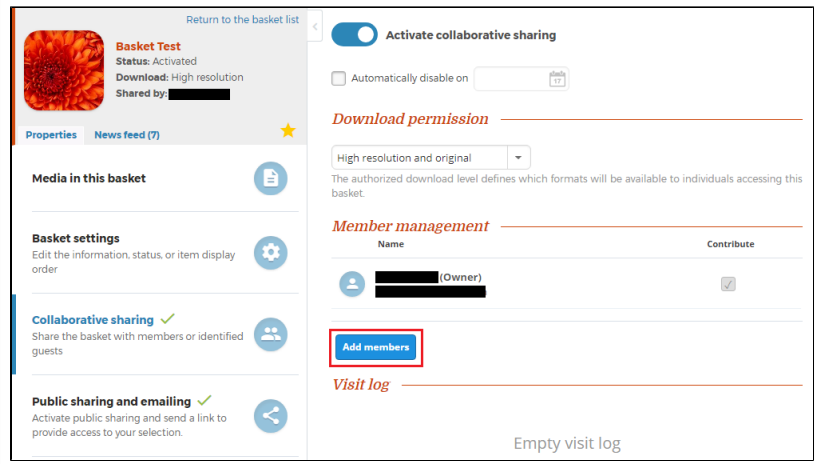 Return to the basket list
Basket Test
Status: Activated
Download: High resolution
Shared by:
Properties
News feed (7)
Media in this basket
Basket settings
Edit the information, status, or item display
order
Collaborative sharing
Share the basket with members or identified
guests
Public sharing and emailing
Activate public sharing and send a link to
provide access to your selection.
Activate collaborative sharing
Automatically disable on
17
Download permission
High resolution and original
The authorized download level defines which formats will be available to individuals accessing this
basket.
Member management
Name
Contribute
(Owner)
Add members
Visit log
Empty visit log